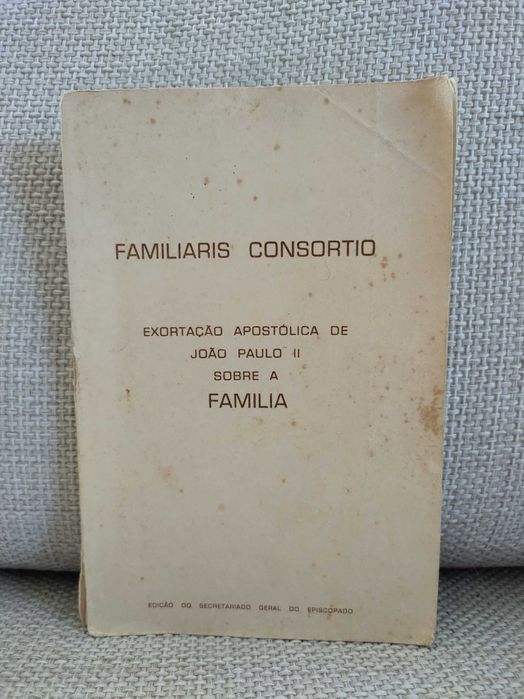 FAMILIARIS CONSORTIO
EXORTAÇÃO APOSTÓLICA DE
JOÃO PAULO II
SOBRE A
FAMILIA
EDIÇÃO DO SECRETARIADO GERAL DO EPISCOPADO